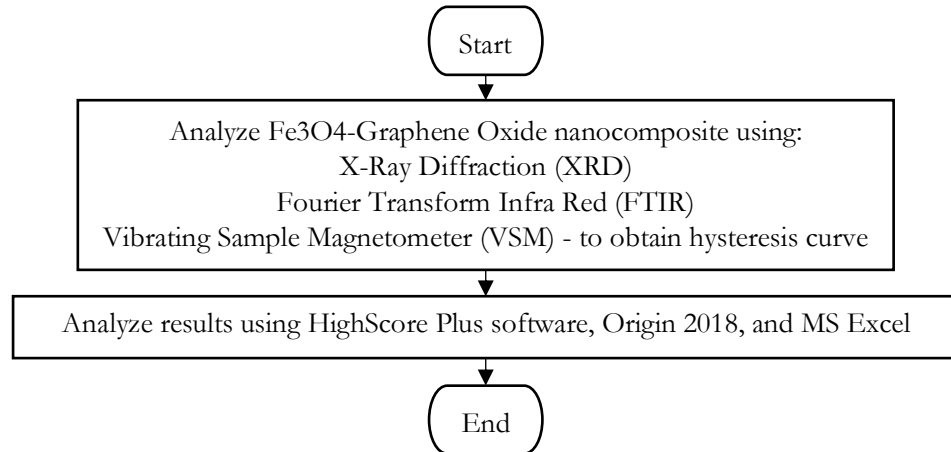 Start
Analyze Fe3O4-Graphene Oxide nanocomposite using:
X-Ray Diffraction (XRD)
Fourier Transform Infra Red (FTIR)
Vibrating Sample Magnetometer (VSM) - to obtain hysteresis curve
Analyze results using HighScore Plus software, Origin 2018, and MS Excel
End